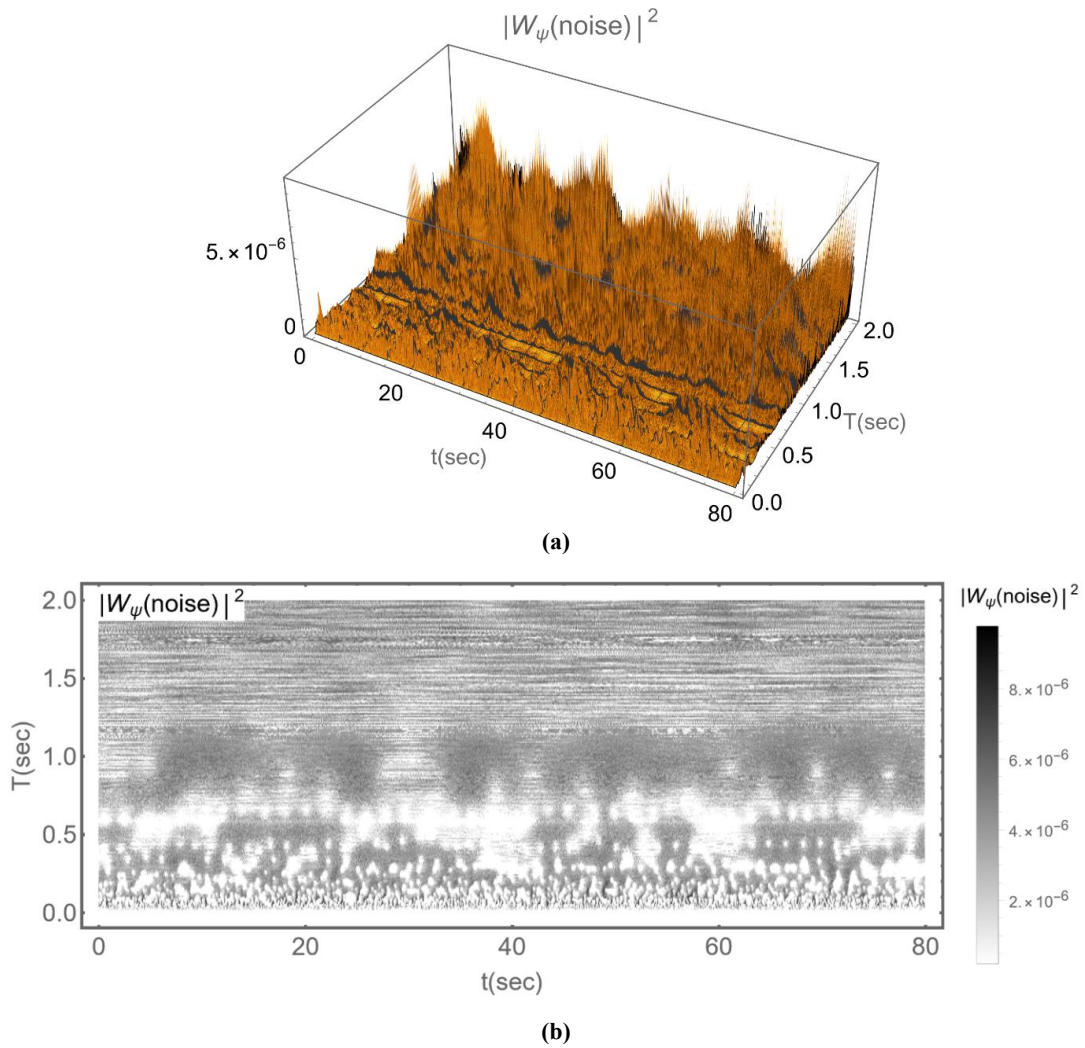 |W_ψ(noise)|²
5.×10⁻⁶
0
0
20
40
60
80
t(sec)
0.0
0.5
1.0
1.5
2.0
T(sec)
(a)
|W_ψ(noise)|²
2.0
1.5
1.0
0.5
0.0
T(sec)
0 20 40 60 80
t(sec)
|W_ψ(noise)|²
8.×10⁻⁶
6.×10⁻⁶
4.×10⁻⁶
2.×10⁻⁶
(b)